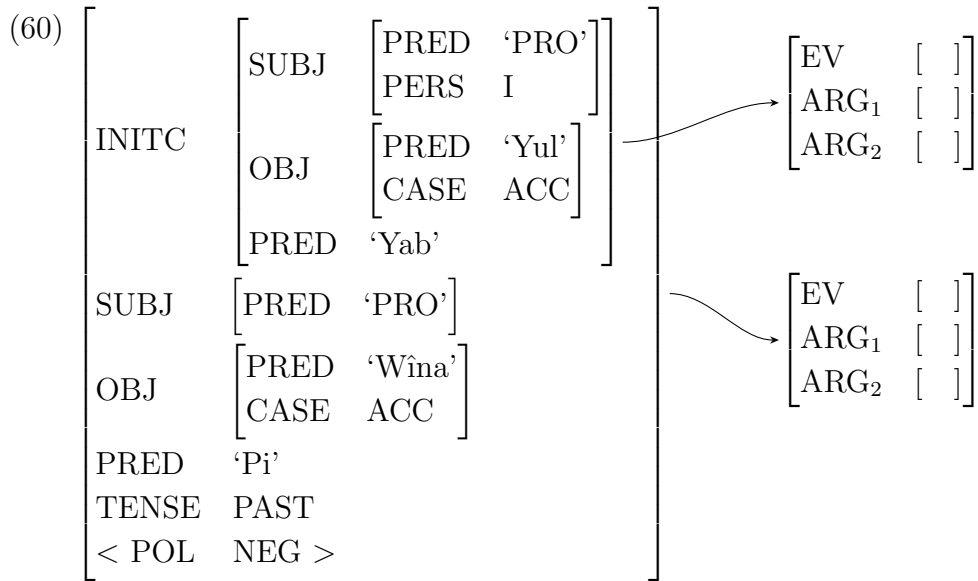 (60)
SUBJ [PRED ‘PRO’
PERS I]
INITC
OBJ [PRED ‘Yul’
CASE ACC]
PRED ‘Yab’
SUBJ [PRED ‘PRO’]
OBJ [PRED ‘Wîna’
CASE ACC]
PRED ‘Pi’
TENSE PAST
< POL NEG >
[EV [ ]
ARG₁ [ ]
ARG₂ [ ]]
[EV [ ]
ARG₁ [ ]
ARG₂ [ ]]